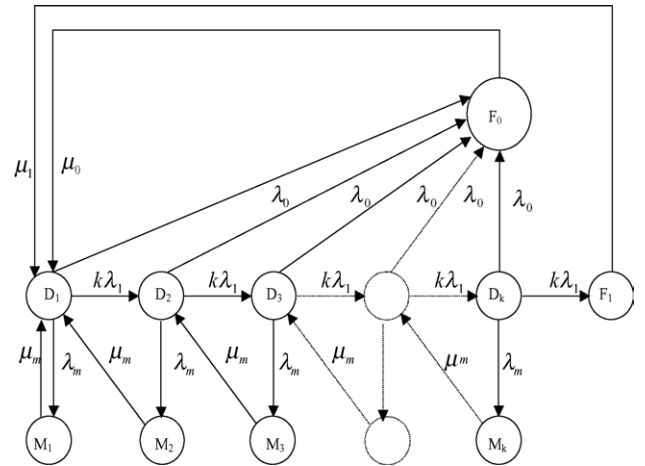 F₀
μ₁ μ₀
λ₀ λ₀ λ₀ λ₀ λ₀
kλ₁ kλ₁ kλ₁ kλ₁ kλ₁
D₁ D₂ D₃ Dₖ F₁
μₘ λₘ μₘ λₘ μₘ λₘ μₘ μᵐ λₘ
M₁ M₂ M₃ Mₖ